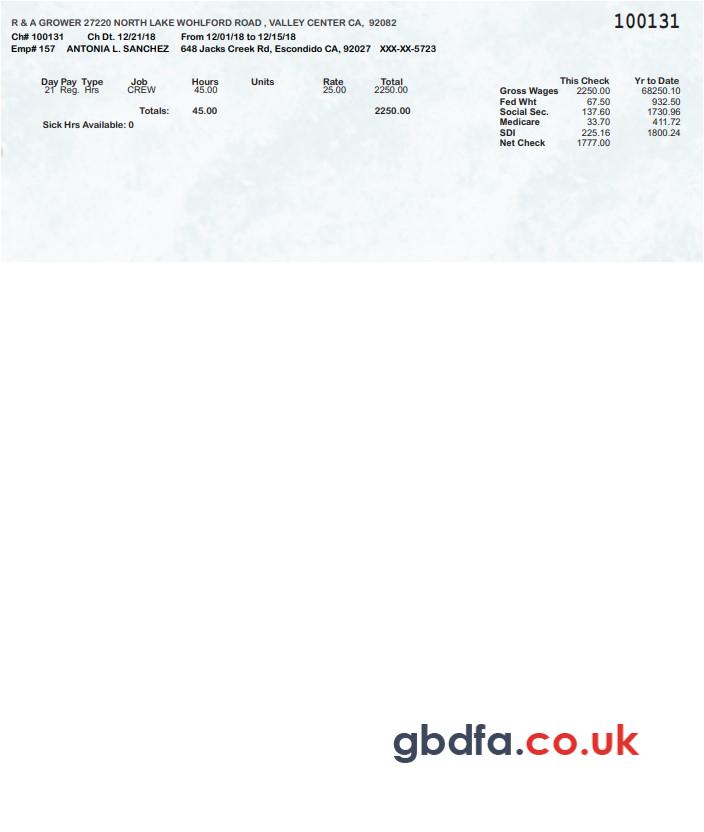 R & A GROWER 27220 NORTH LAKE WOHLFORD ROAD , VALLEY CENTER CA, 92082
100131
Ch# 100131 Ch Dt. 12/21/18 From 12/01/18 to 12/15/18
Emp# 157 ANTONIA L. SANCHEZ 648 Jacks Creek Rd, Escondido CA, 92027 XXX-XX-5723
Day Pay Type Job Hours Units Rate Total
21 Reg. Hrs CREW 45.00 25.00 2250.00
Totals: 45.00 2250.00
Sick Hrs Available: 0
This Check Yr to Date
Gross Wages 2250.00 68250.10
Fed Wht 67.50 932.50
Social Sec. 137.60 1730.96
Medicare 33.70 411.72
SDI 225.16 1800.24
Net Check 1777.00
gbdfa.co.uk